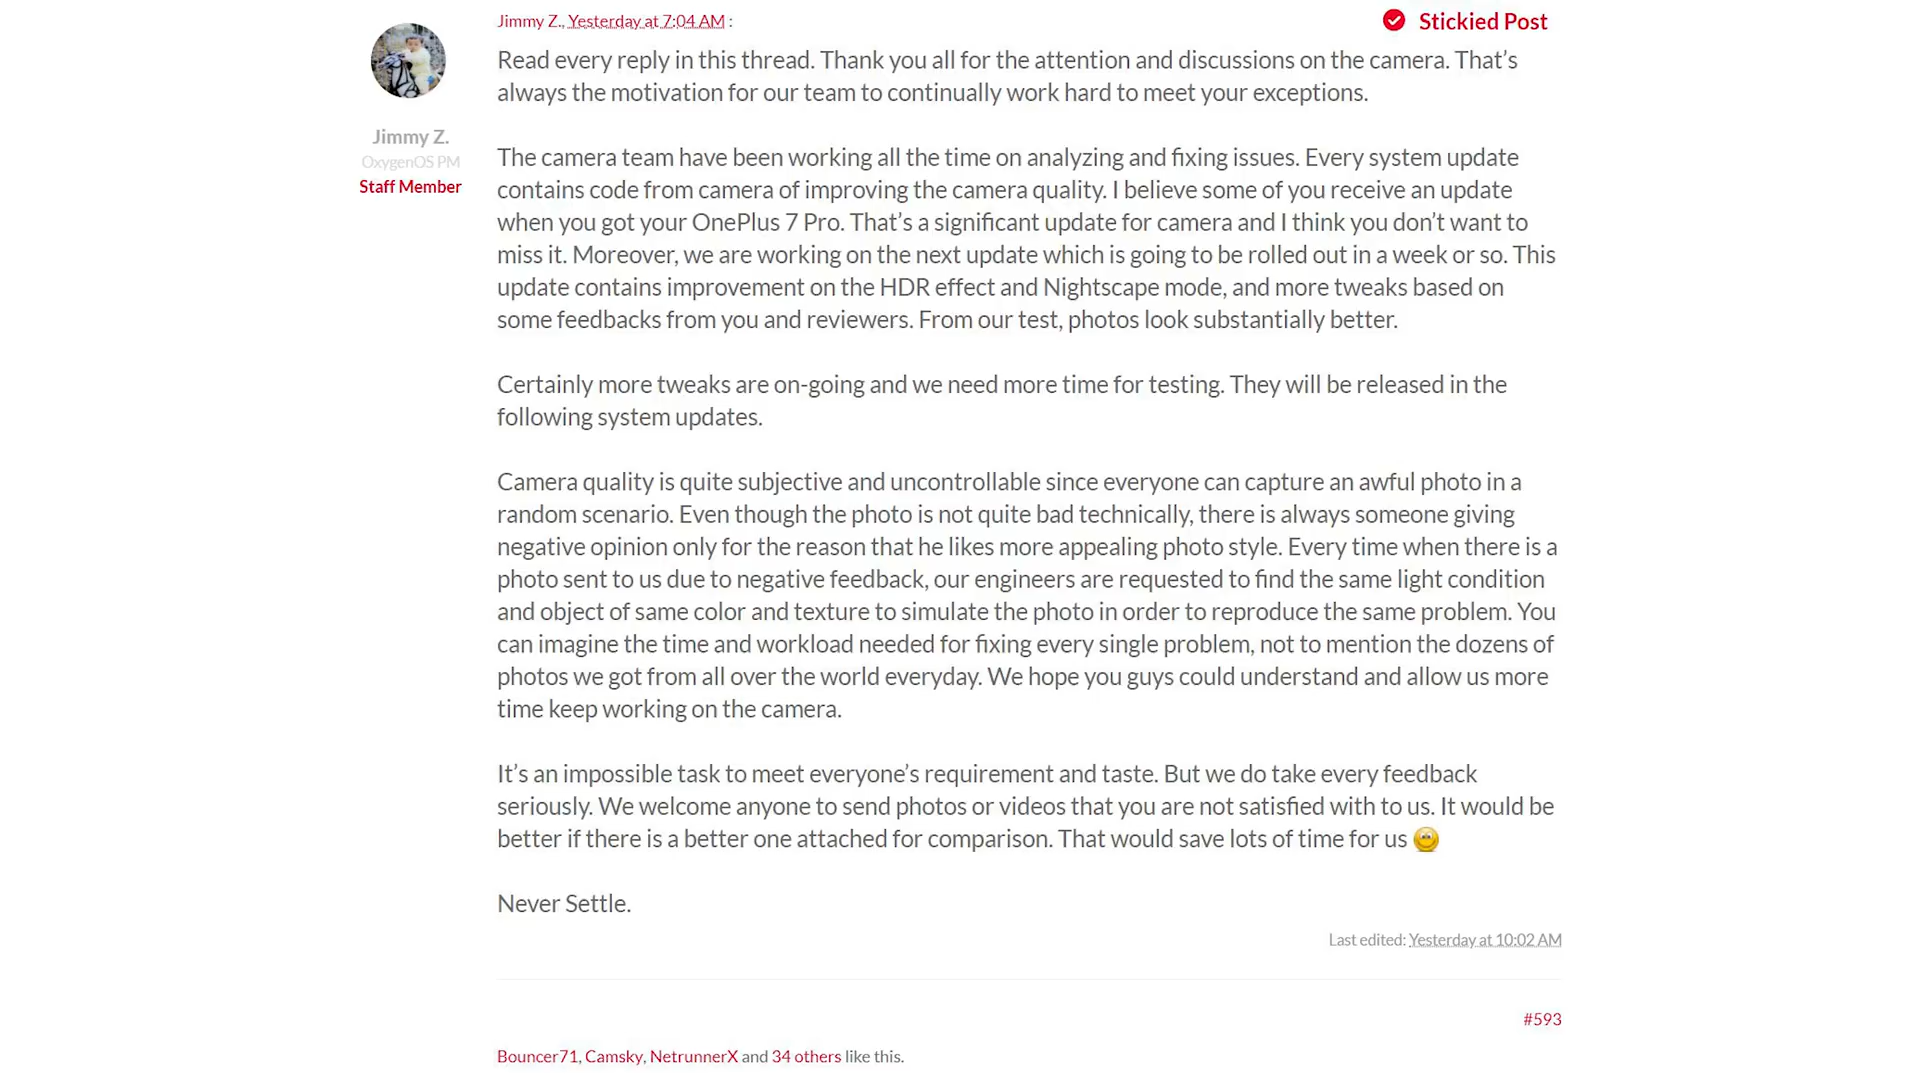 Jimmy Z., Yesterday at 7:04 AM :
Stickied Post
Jimmy Z.
OxygenOS PM
Staff Member
Read every reply in this thread. Thank you all for the attention and discussions on the camera. That’s
always the motivation for our team to continually work hard to meet your exceptions.
The camera team have been working all the time on analyzing and fixing issues. Every system update
contains code from camera of improving the camera quality. I believe some of you receive an update
when you got your OnePlus 7 Pro. That’s a significant update for camera and I think you don’t want to
miss it. Moreover, we are working on the next update which is going to be rolled out in a week or so. This
update contains improvement on the HDR effect and Nightscape mode, and more tweaks based on
some feedbacks from you and reviewers. From our test, photos look substantially better.
Certainly more tweaks are on-going and we need more time for testing. They will be released in the
following system updates.
Camera quality is quite subjective and uncontrollable since everyone can capture an awful photo in a
random scenario. Even though the photo is not quite bad technically, there is always someone giving
negative opinion only for the reason that he likes more appealing photo style. Every time when there is a
photo sent to us due to negative feedback, our engineers are requested to find the same light condition
and object of same color and texture to simulate the photo in order to reproduce the same problem. You
can imagine the time and workload needed for fixing every single problem, not to mention the dozens of
photos we got from all over the world everyday. We hope you guys could understand and allow us more
time keep working on the camera.
It’s an impossible task to meet everyone’s requirement and taste. But we do take every feedback
seriously. We welcome anyone to send photos or videos that you are not satisfied with to us. It would be
better if there is a better one attached for comparison. That would save lots of time for us
Never Settle.
Last edited: Yesterday at 10:02 AM
#593
Bouncer71, Camsky, NetrunnerX and 34 others like this.